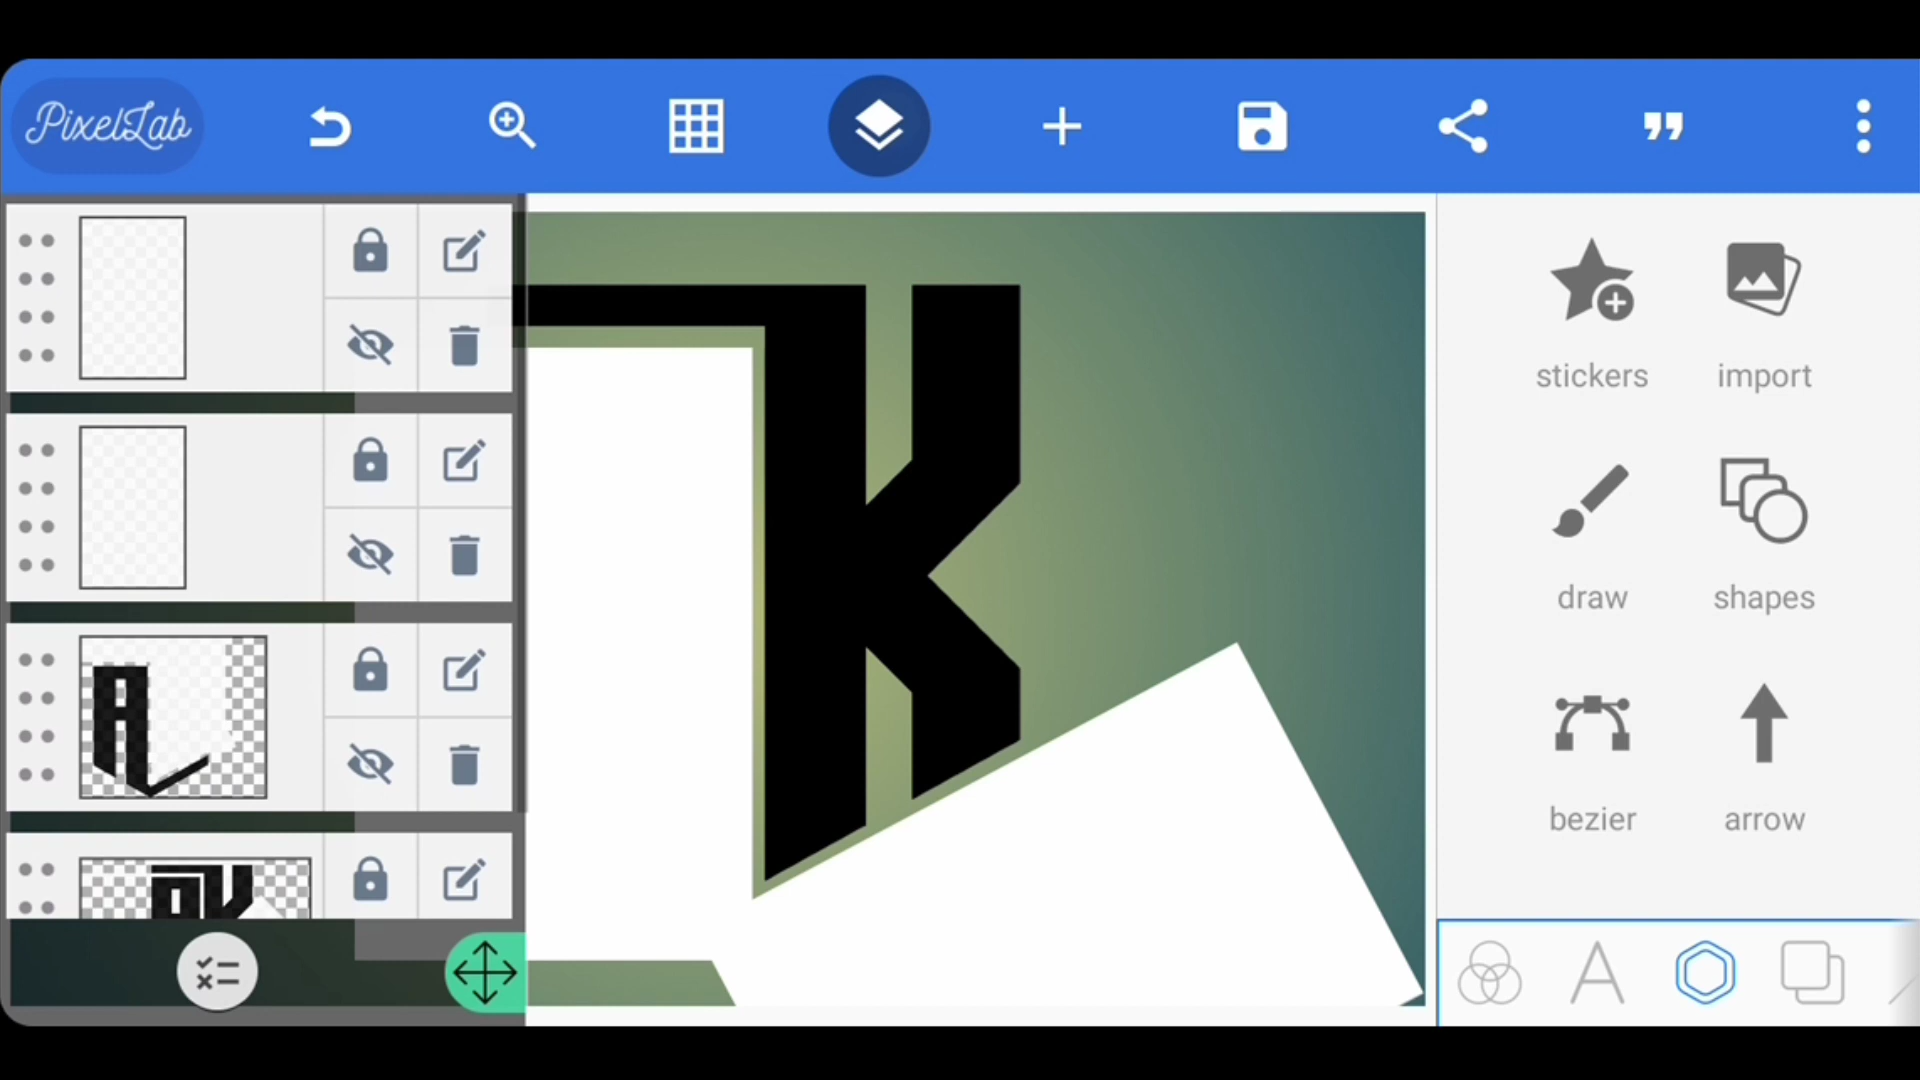 PixelLab
K
stickers import
draw shapes
bezier arrow